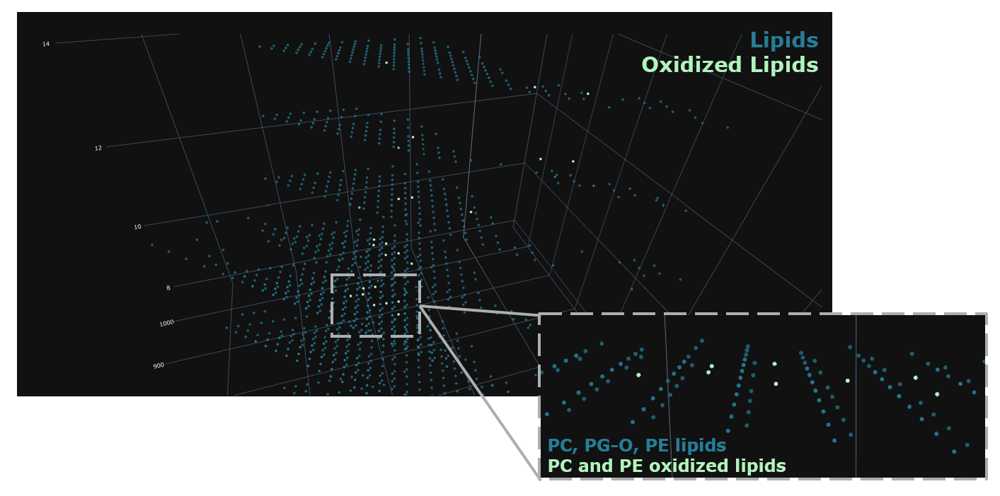 Lipids
Oxidized Lipids
14
12
10
8
1000
900
PC, PG–O, PE lipids
PC and PE oxidized lipids